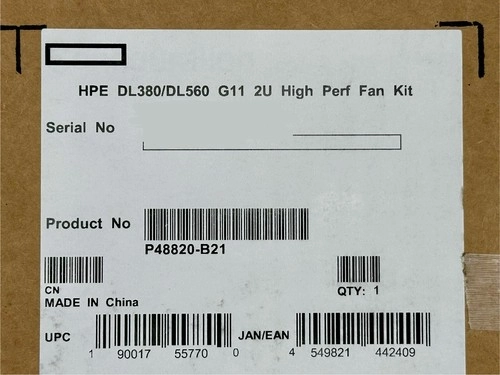 HPE DL380/DL560 G11 2U High Perf Fan Kit
Serial No
Product No
P48820-B21
CN
MADE IN China
QTY: 1
UPC 1 90017 55770 0 JAN/EAN 4 549821 442409